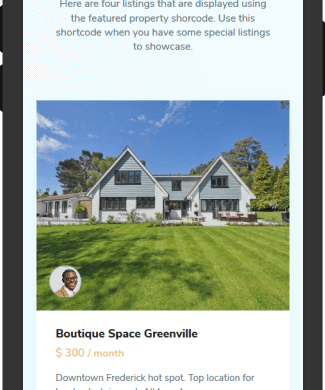 Here are four listings that are displayed using
the featured property shorcode. Use this
shortcode when you have some special listings
to showcase.
Boutique Space Greenville
$ 300 / month
Downtown Frederick hot spot. Top location for